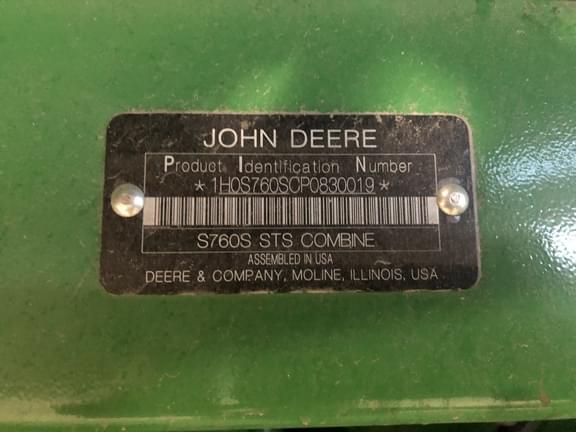 JOHN DEERE
Product Identification Number
*1H0S760SCP0830019*
S760S STS COMBINE
ASSEMBLED IN USA
DEERE & COMPANY, MOLINE, ILLINOIS, USA